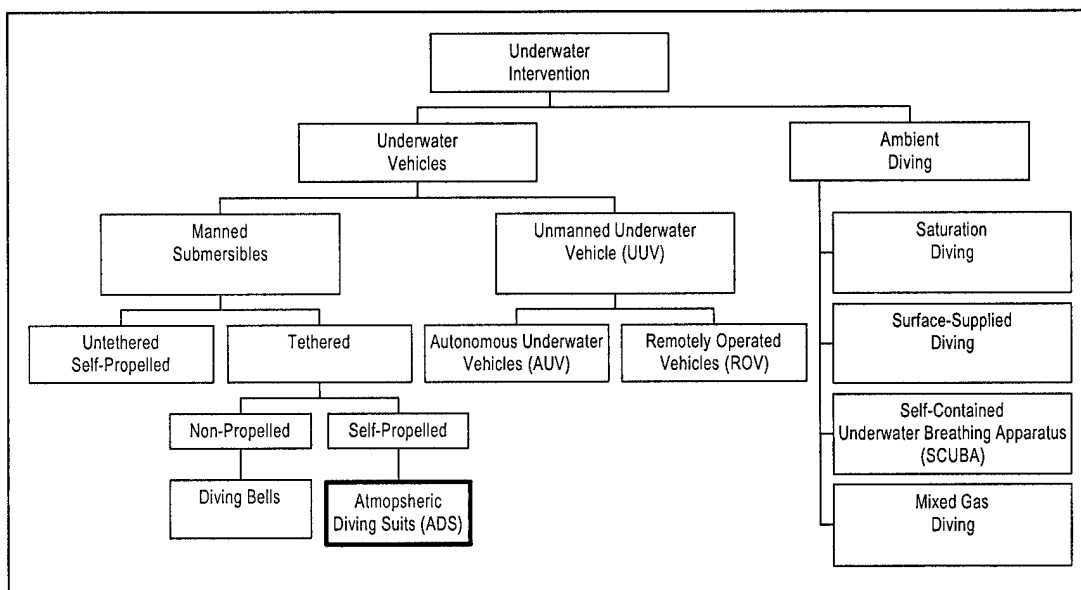 Underwater
Intervention
Underwater
Vehicles
Ambient
Diving
Manned
Submersibles
Unmanned Underwater
Vehicle (UUV)
Saturation
Diving
Untethered
Self-Propelled
Tethered
Autonomous Underwater
Vehicles (AUV)
Remotely Operated
Vehicles (ROV)
Surface-Supplied
Diving
Non-Propelled
Self-Propelled
Self-Contained
Underwater Breathing Apparatus
(SCUBA)
Diving Bells
Atmopsheric
Diving Suits (ADS)
Mixed Gas
Diving